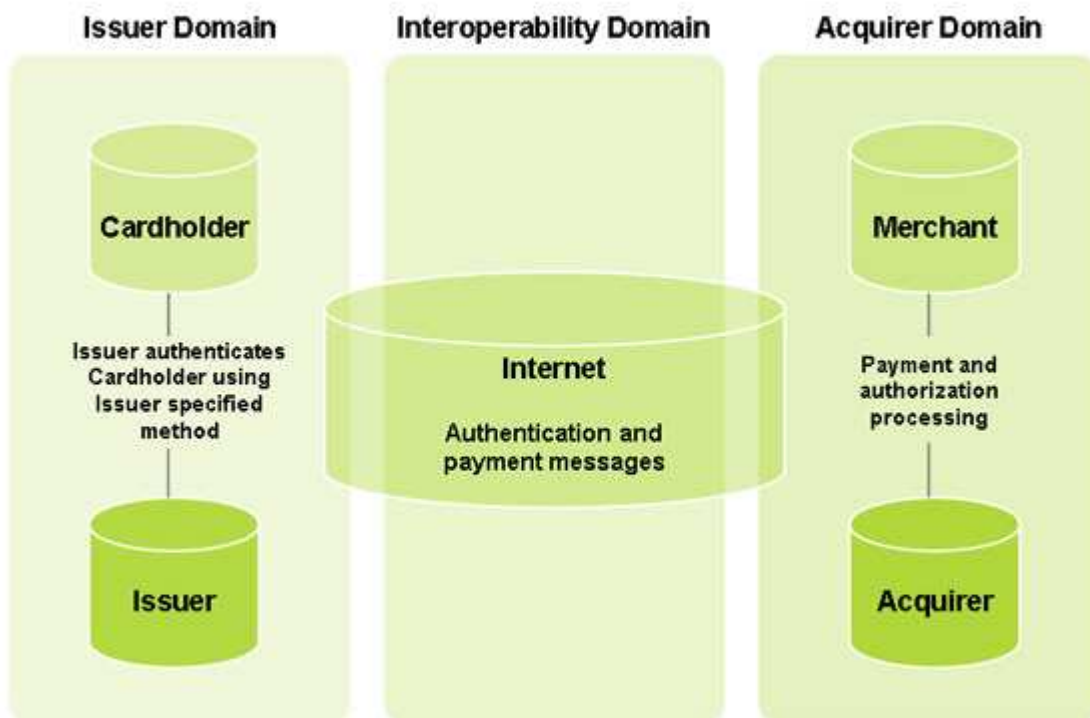 Issuer Domain
Interoperability Domain
Acquirer Domain
Cardholder
Merchant
Issuer authenticates
Cardholder using
Issuer specified
method
Internet
Authentication and
payment messages
Payment and
authorization
processing
Issuer
Acquirer